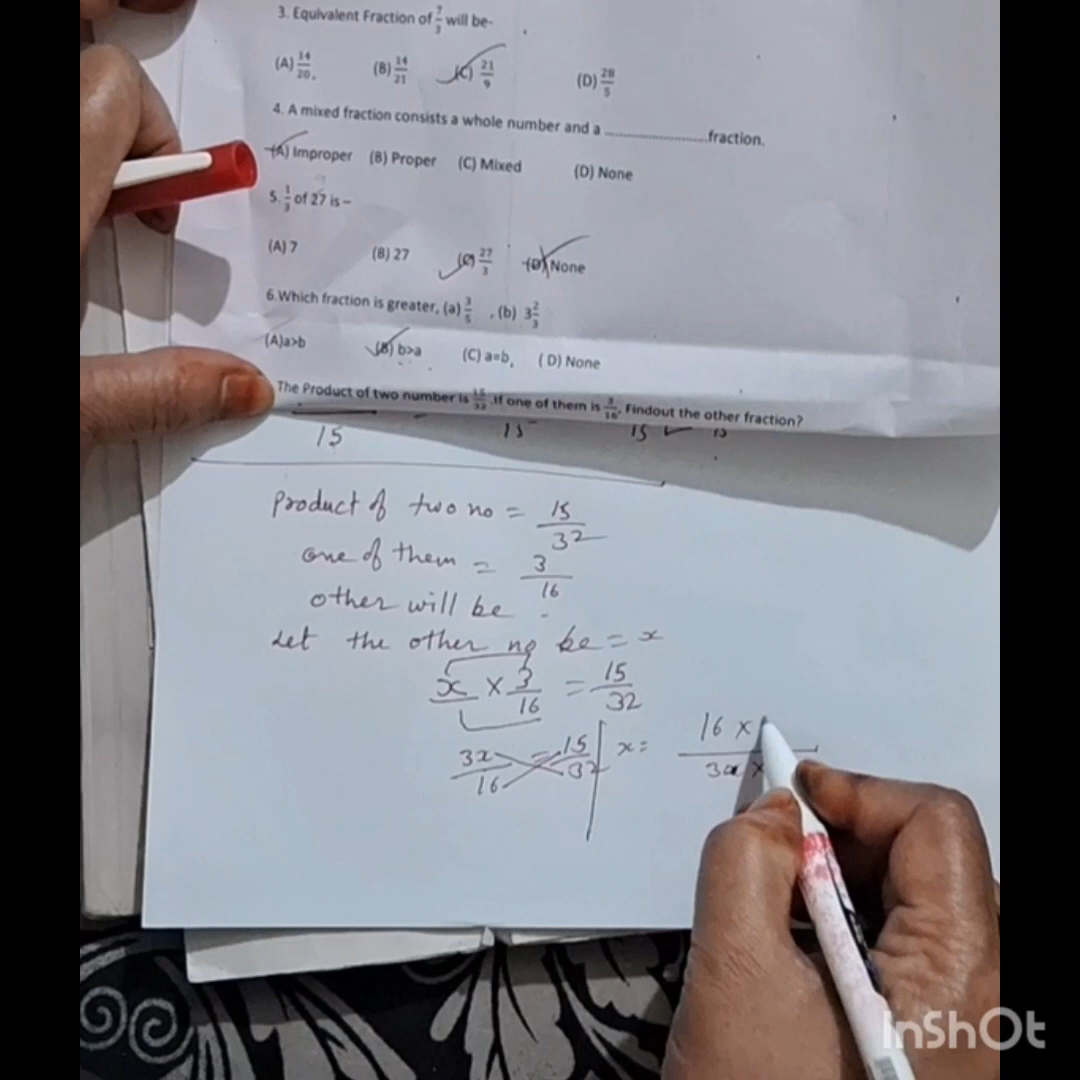 3. Equivalent Fraction of 7/3 will be-
(A) 14/20. (B) 14/21 (C) 21/9 (D) 28/5
4. A mixed fraction consists a whole number and a ........................fraction.
(A) Improper (B) Proper (C) Mixed (D) None
5. 1/3 of 27 is –
(A) 7 (B) 27 (C) 27/3 (D) None
6.Which fraction is greater, (a) 3/5 , (b) 3 2/3
(A)a>b (B) b>a (C) a=b, ( D) None
The Product of two number is 15/32 .If one of them is 3/16, Findout the other fraction?
15 15 15 15
Product of two no = 15/32
one of them = 3/16
other will be
Let the other no be = x
x × 3/16 = 15/32
3x/16 = 15/32 x = 16 ×
InShOt